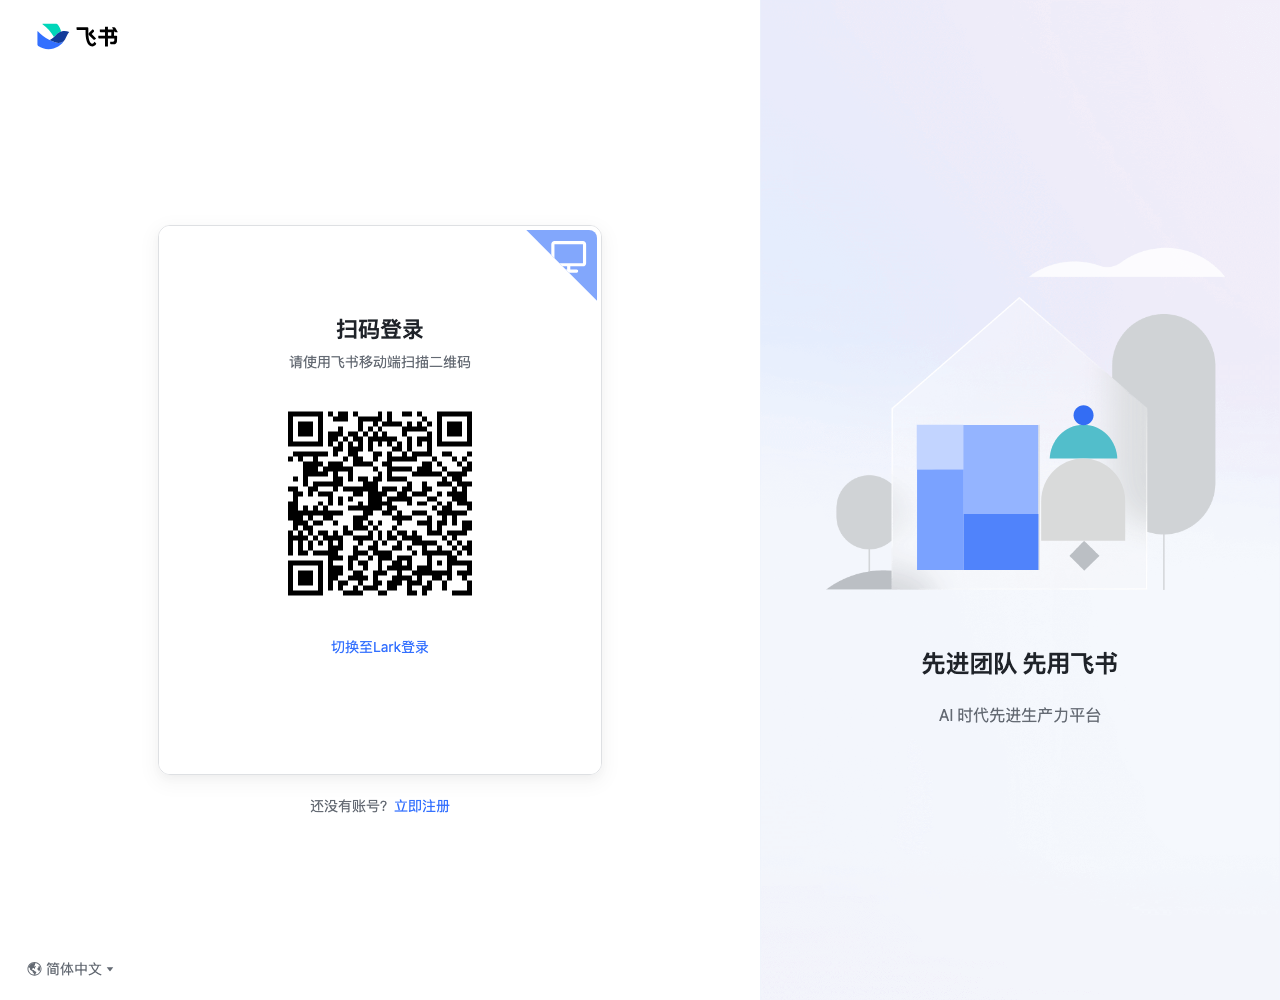 飞书
扫码登录
请使用飞书移动端扫描二维码
切换至Lark登录
还没有账号? 立即注册
简体中文
先进团队 先用飞书
AI 时代先进生产力平台